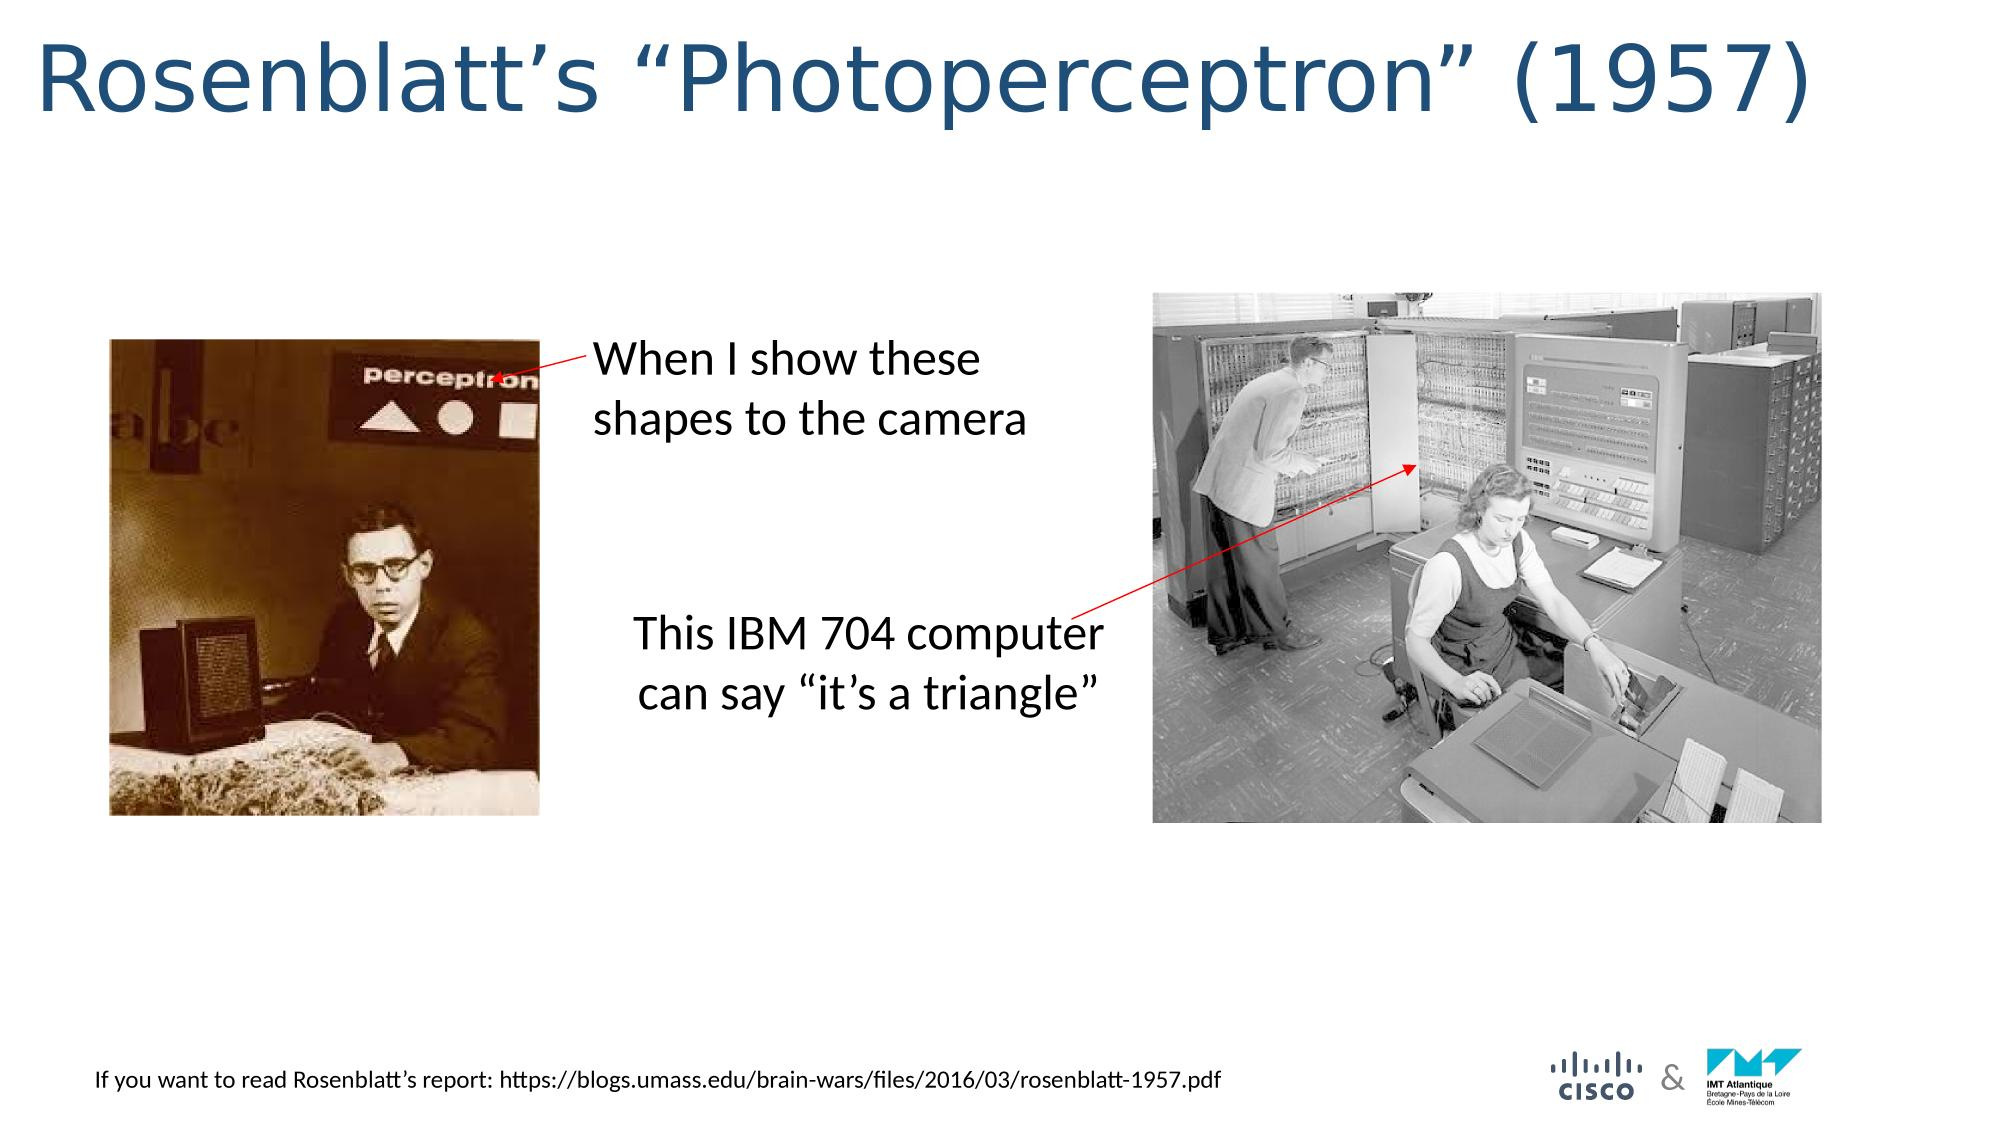 Rosenblatt’s “Photoperceptron” (1957)
abc
perceptron
When I show these
shapes to the camera
This IBM 704 computer
can say “it’s a triangle”
If you want to read Rosenblatt’s report: https://blogs.umass.edu/brain-wars/files/2016/03/rosenblatt-1957.pdf
CISCO
&
IMT Atlantique
Bretagne-Pays de la Loire
École Mines-Télécom